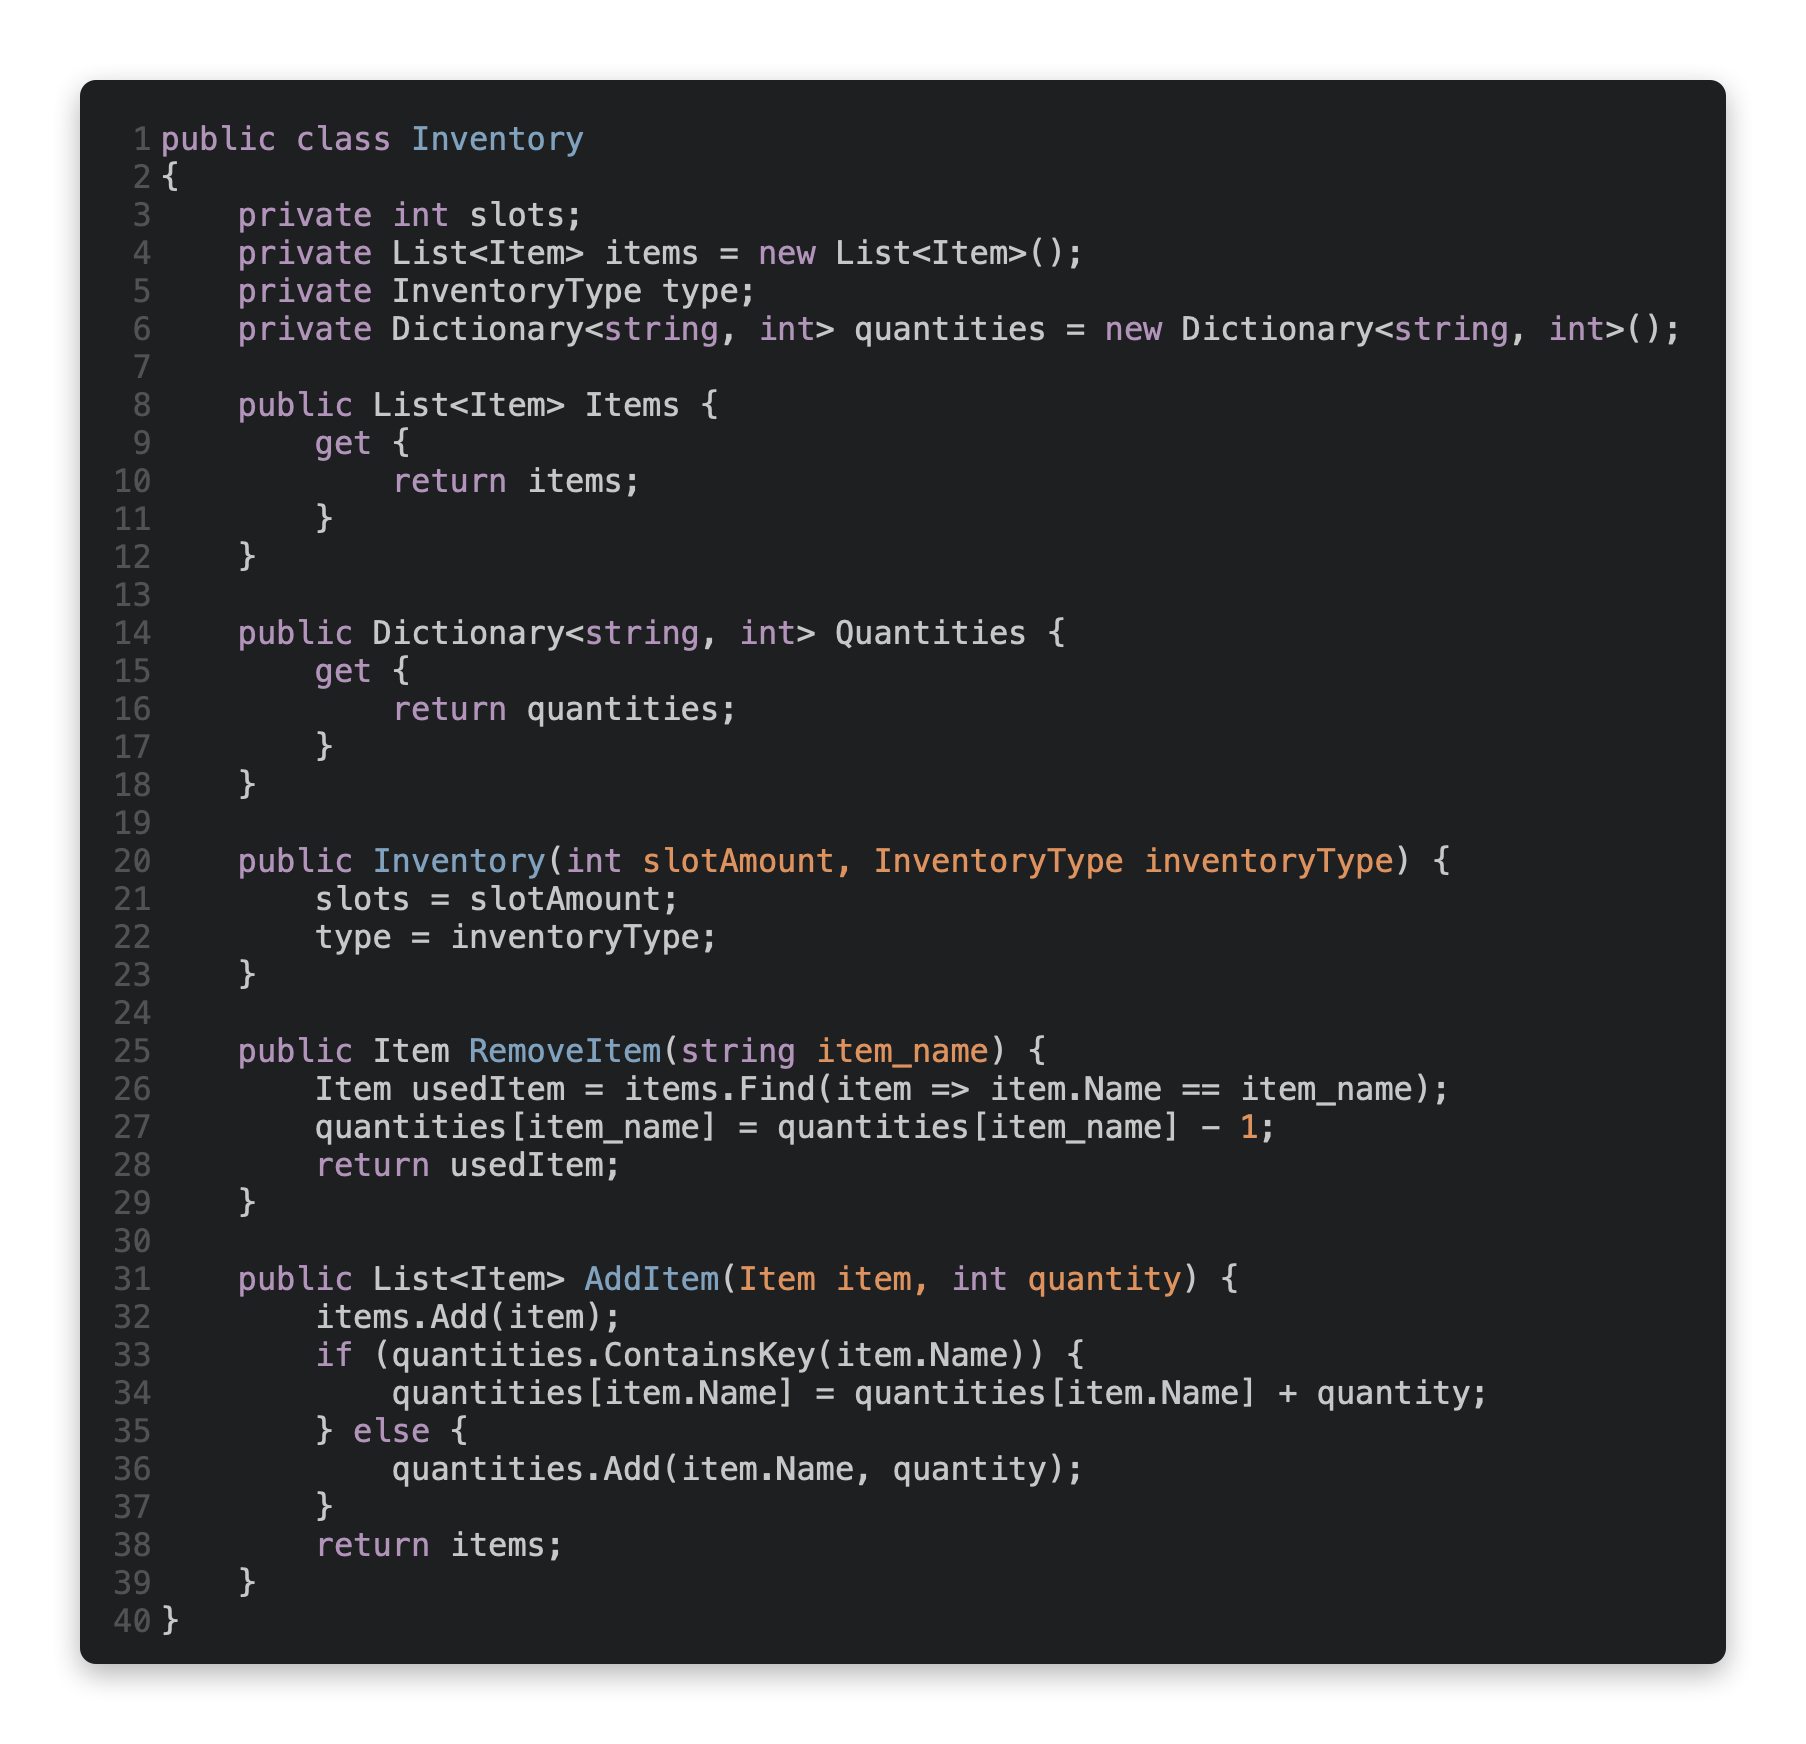 1 public class Inventory
2 {
3     private int slots;
4     private List<Item> items = new List<Item>();
5     private InventoryType type;
6     private Dictionary<string, int> quantities = new Dictionary<string, int>();
7
8     public List<Item> Items {
9         get {
10             return items;
11         }
12     }
13
14     public Dictionary<string, int> Quantities {
15         get {
16             return quantities;
17         }
18     }
19
20     public Inventory(int slotAmount, InventoryType inventoryType) {
21         slots = slotAmount;
22         type = inventoryType;
23     }
24
25     public Item RemoveItem(string item_name) {
26         Item usedItem = items.Find(item => item.Name == item_name);
27         quantities[item_name] = quantities[item_name] - 1;
28         return usedItem;
29     }
30
31     public List<Item> AddItem(Item item, int quantity) {
32         items.Add(item);
33         if (quantities.ContainsKey(item.Name)) {
34             quantities[item.Name] = quantities[item.Name] + quantity;
35         } else {
36             quantities.Add(item.Name, quantity);
37         }
38         return items;
39     }
40 }